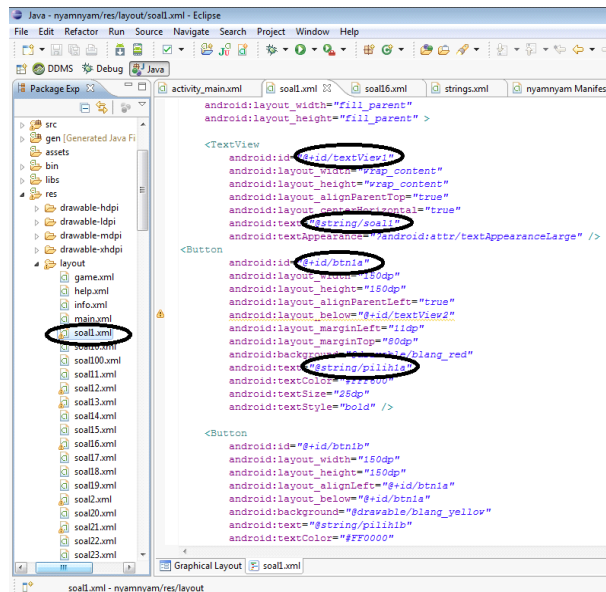 Java - nyamnyam/res/layout/soal1.xml - Eclipse
File Edit Refactor Run Source Navigate Search Project Window Help
DDMS Debug Java
Package Exp
activity_main.xml soal1.xml soal16.xml strings.xml nyamnyam Manifes
src
gen [Generated Java Fi
assets
bin
libs
res
drawable-hdpi
drawable-ldpi
drawable-mdpi
drawable-xhdpi
layout
game.xml
help.xml
info.xml
main.xml
soal1.xml
soal10.xml
soal100.xml
soal11.xml
soal12.xml
soal13.xml
soal14.xml
soal15.xml
soal16.xml
soal17.xml
soal18.xml
soal19.xml
soal2.xml
soal20.xml
soal21.xml
soal22.xml
soal23.xml
android:layout_width="fill_parent"
android:layout_height="fill_parent" >
<TextView
android:id="@+id/textView1"
android:layout_width="wrap_content"
android:layout_height="wrap_content"
android:layout_alignParentTop="true"
android:layout_centerHorizontal="true"
android:text="@string/soal1"
android:textAppearance="?android:attr/textAppearanceLarge" />
<Button
android:id="@+id/btn1a"
android:layout_width="150dp"
android:layout_height="150dp"
android:layout_alignParentLeft="true"
android:layout_below="@+id/textView2"
android:layout_marginLeft="11dp"
android:layout_marginTop="80dp"
android:background="@drawable/blang_red"
android:text="@string/pilih1a"
android:textColor="#fff600"
android:textSize="25dp"
android:textStyle="bold" />
<Button
android:id="@+id/btn1b"
android:layout_width="150dp"
android:layout_height="150dp"
android:layout_alignLeft="@+id/btn1a"
android:layout_below="@+id/btn1a"
android:background="@drawable/blang_yellow"
android:text="@string/pilih1b"
android:textColor="#FF0000"
Graphical Layout soal1.xml
soal1.xml - nyamnyam/res/layout